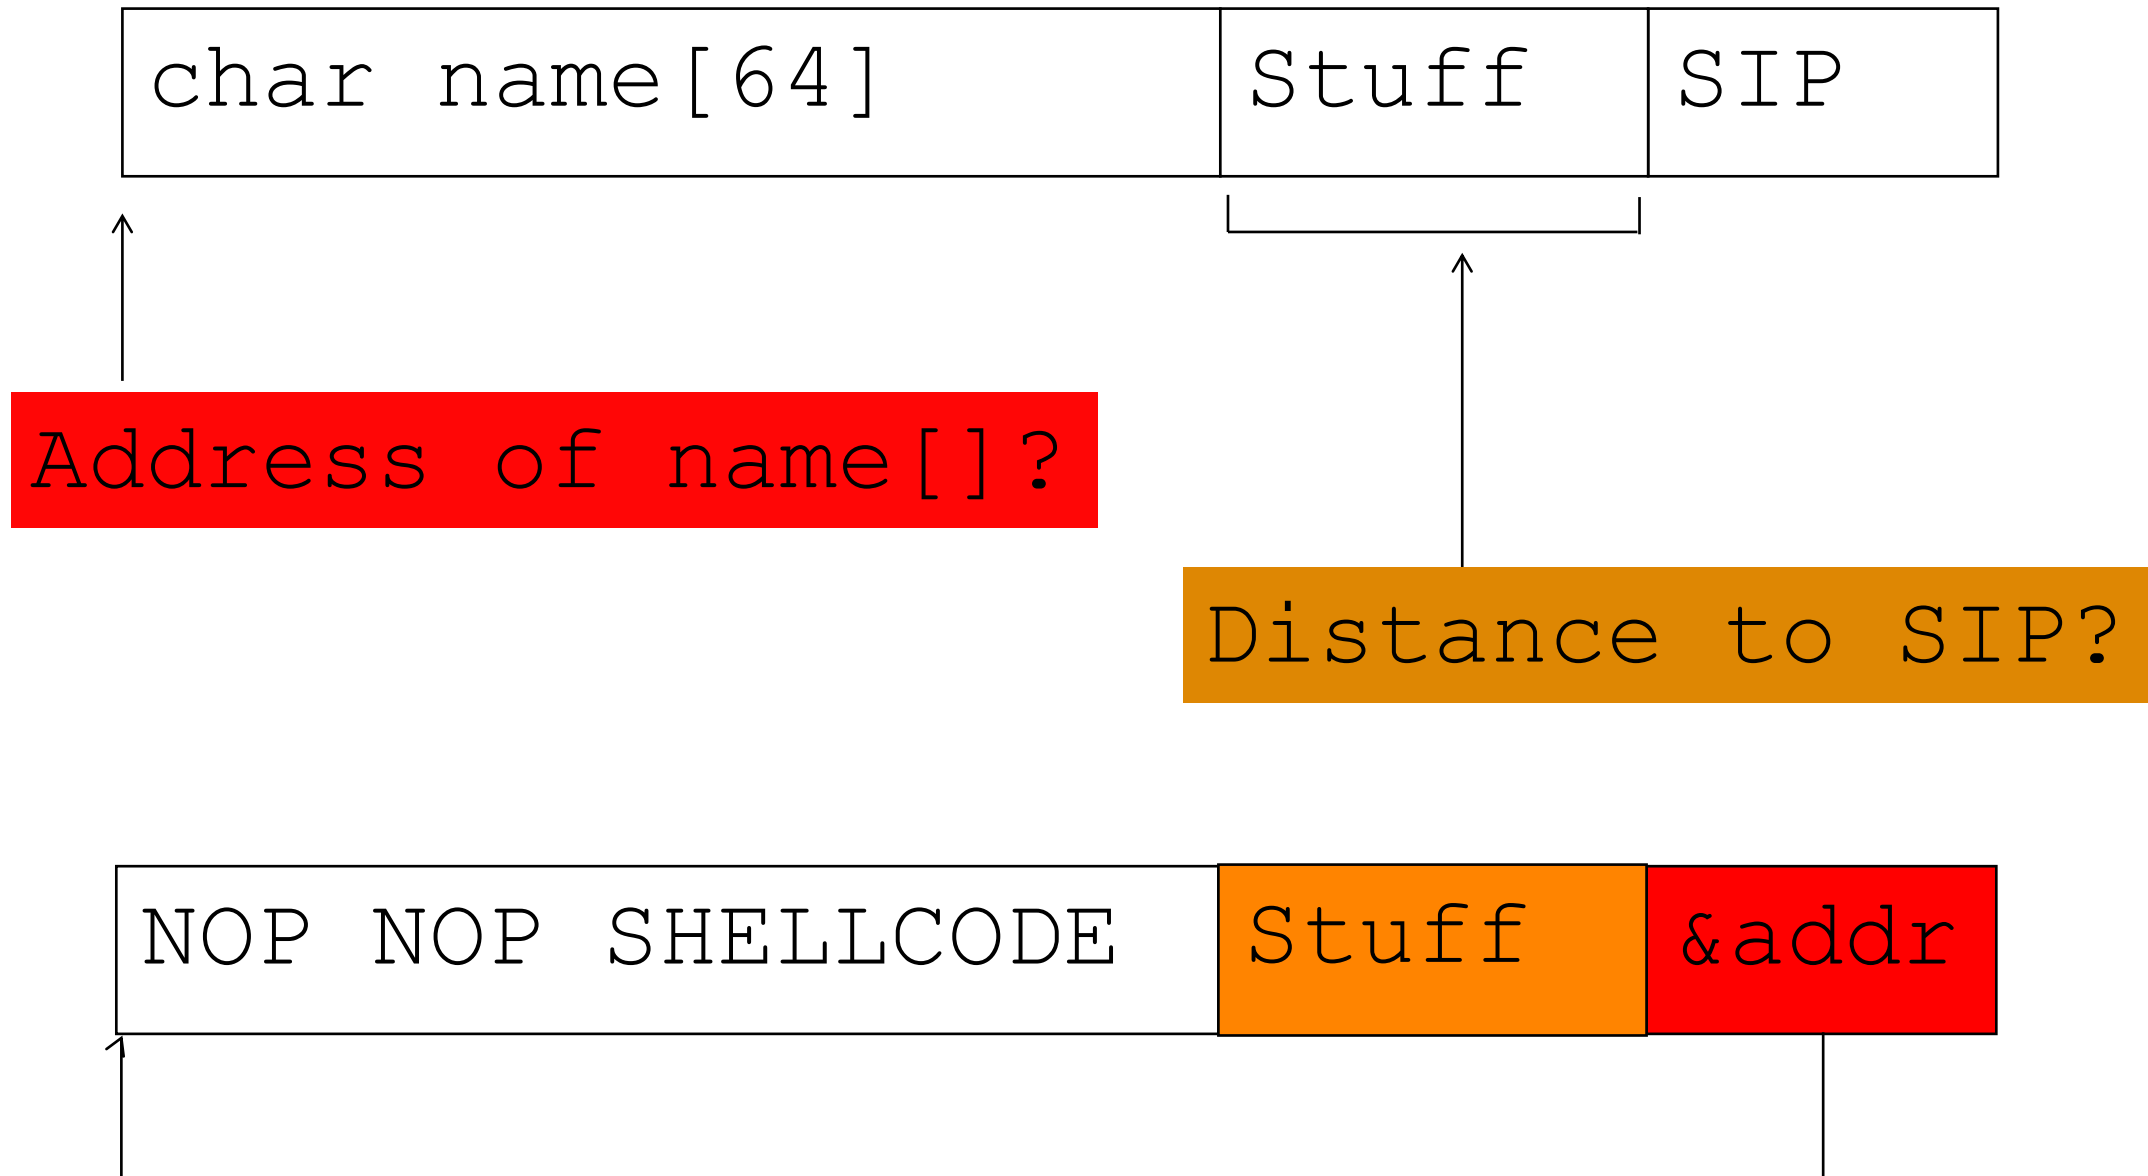 char name[64] Stuff SIP
Address of name[]?
Distance to SIP?
NOP NOP SHELLCODE Stuff &addr